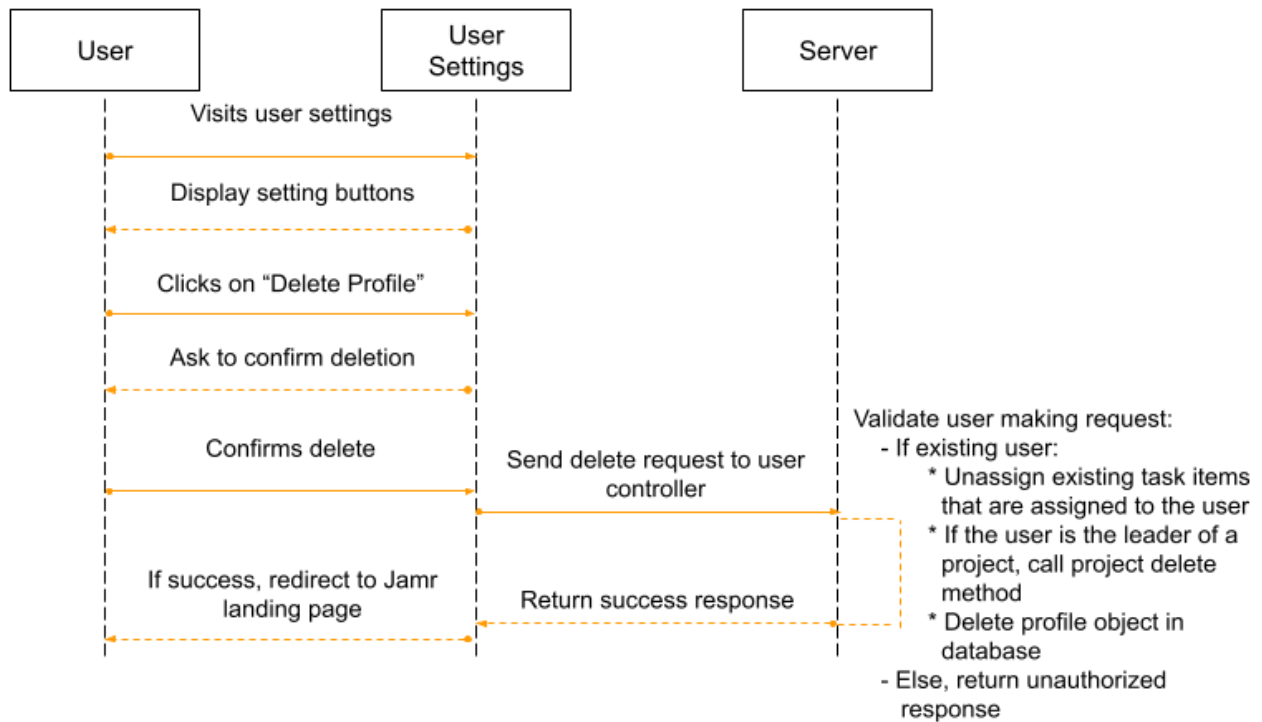 User
User
Settings
Server
Visits user settings
Display setting buttons
Clicks on “Delete Profile”
Ask to confirm deletion
Confirms delete
Send delete request to user
controller
Validate user making request:
- If existing user:
* Unassign existing task items
that are assigned to the user
* If the user is the leader of a
project, call project delete
method
* Delete profile object in
database
- Else, return unauthorized
response
Return success response
If success, redirect to Jamr
landing page